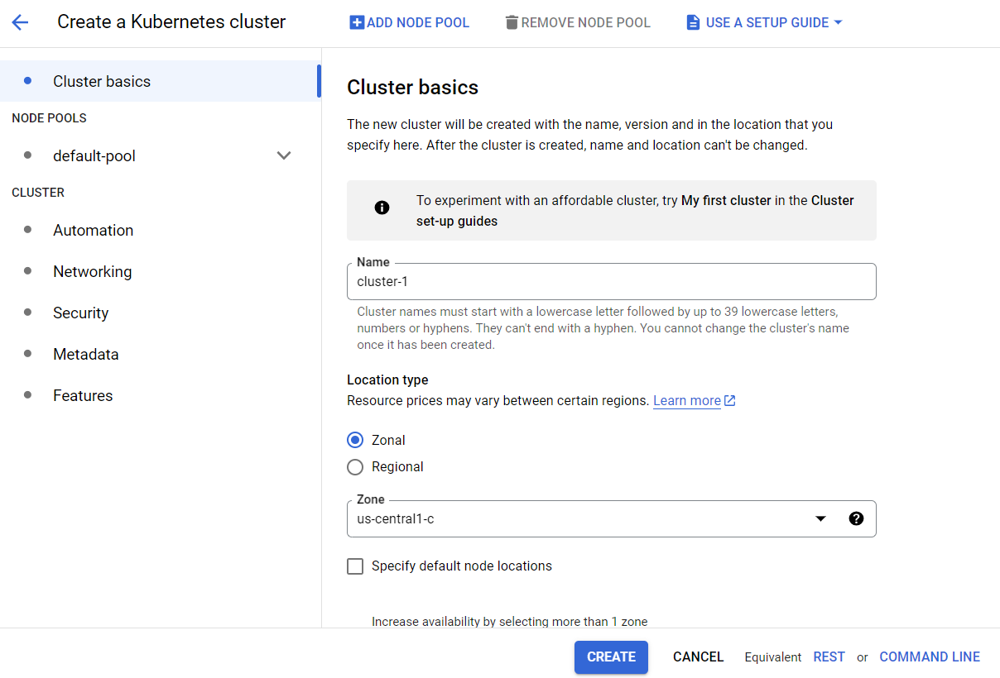 Create a Kubernetes cluster
ADD NODE POOL
REMOVE NODE POOL
USE A SETUP GUIDE
Cluster basics
NODE POOLS
default-pool
CLUSTER
Automation
Networking
Security
Metadata
Features
Cluster basics
The new cluster will be created with the name, version and in the location that you
specify here. After the cluster is created, name and location can't be changed.
To experiment with an affordable cluster, try My first cluster in the Cluster
set-up guides
Name
cluster-1
Cluster names must start with a lowercase letter followed by up to 39 lowercase letters,
numbers or hyphens. They can't end with a hyphen. You cannot change the cluster's name
once it has been created.
Location type
Resource prices may vary between certain regions. Learn more
Zonal
Regional
Zone
us-central1-c
Specify default node locations
Increase availability by selecting more than 1 zone
CREATE
CANCEL
Equivalent REST or COMMAND LINE